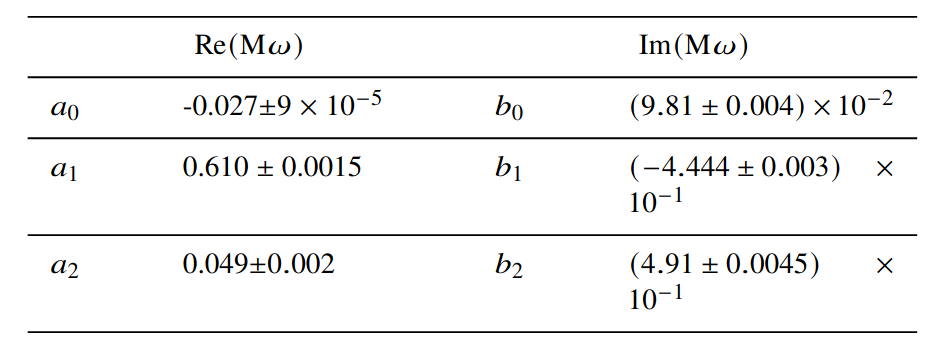 Re(Mω) Im(Mω)
a₀ -0.027±9 × 10⁻⁵ b₀ (9.81 ± 0.004) × 10⁻²
a₁ 0.610 ± 0.0015 b₁ (−4.444 ± 0.003) ×
10⁻¹
a₂ 0.049±0.002 b₂ (4.91 ± 0.0045) ×
10⁻¹